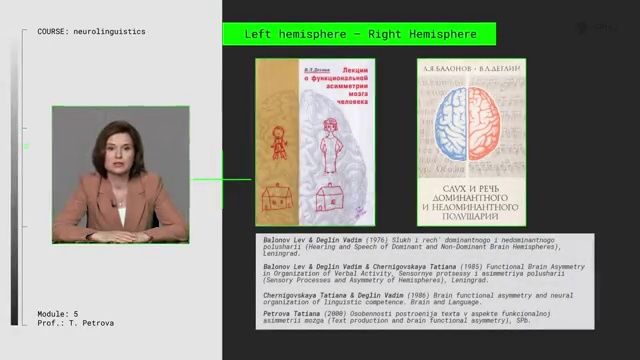 COURSE: neurolinguistics
Left hemisphere – Right Hemisphere
Лекции
о функциональной
асимметрии
мозга
человека
Л.Я.БАЛОНОВ - В.Л.ДЕГЛИН
СЛУХ И РЕЧЬ
ДОМИНАНТНОГО
И НЕДОМИНАНТНОГО
ПОЛУШАРИЙ
Balonov Lev & Deglin Vadim (1976) Slukh i rech' dominantnogo i nedominantnogo
polusharii (Hearing and Speech of Dominant and Non-Dominant Brain Hemispheres),
Leningrad.
Balonov Lev & Deglin Vadim & Chernigovskaya Tatiana (1985) Functional Brain Asymmetry
in Organization of Verbal Activity, Sensornye protsessy i asimmetriya polusharii
(Sensory Processes and Asymmetry of Hemispheres), Leningrad.
Chernigovskaya Tatiana & Deglin Vadim (1986) Brain functional asymmetry and neural
organization of linguistic competence. Brain and Language.
Petrova Tatiana (2000) Osobennosti postroenija texta v aspekte funkcionalnoj
asimmetrii mozga (Text production and brain functional asymmetry), SPb.
Module: 5
Prof.: T. Petrova